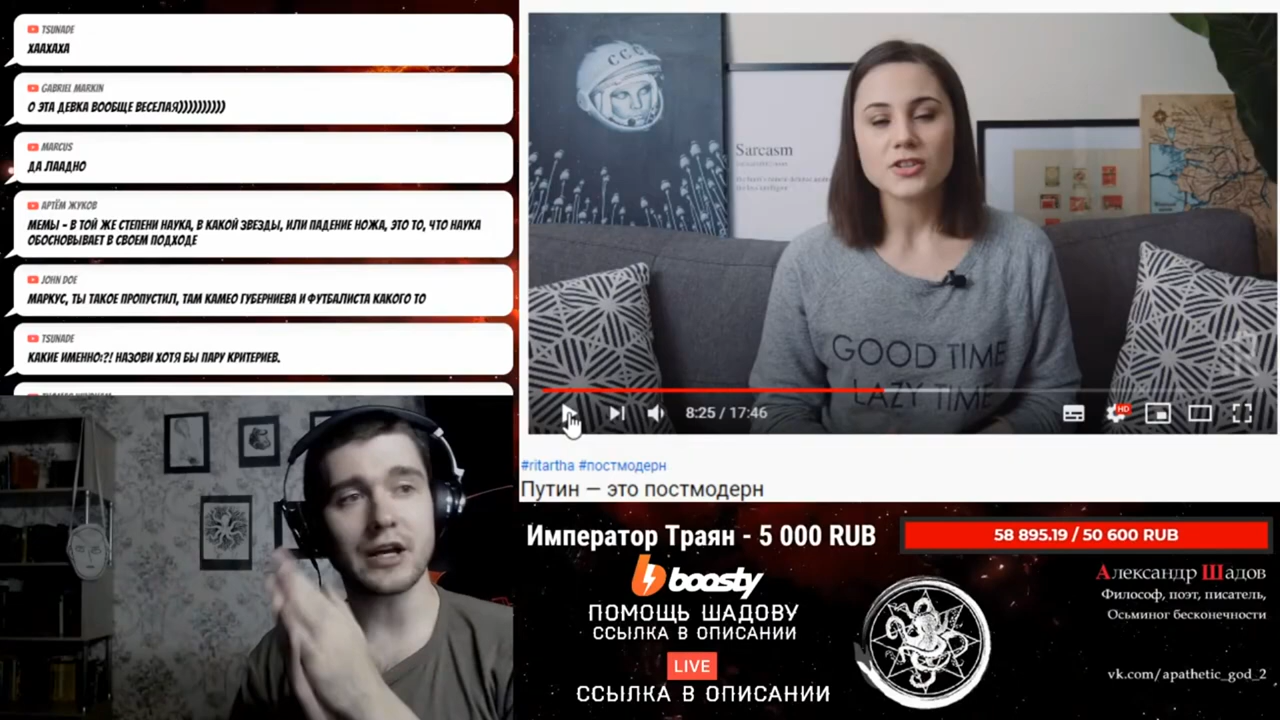 TSUNADE
ХААХАХА
GABRIEL MARKIN
О ЭТА ДЕВКА ВООБЩЕ ВЕСЕЛАЯ))))))))))
MARCUS
ДА ЛААДНО
АРТЁМ ЖУКОВ
МЕМЫ - В ТОЙ ЖЕ СТЕПЕНИ НАУКА, В КАКОЙ ЗВЕЗДЫ, ИЛИ ПАДЕНИЕ НОЖА, ЭТО ТО, ЧТО НАУКА
ОБОСНОВЫВАЕТ В СВОЕМ ПОДХОДЕ
JOHN DOE
МАРКУС, ТЫ ТАКОЕ ПРОПУСТИЛ, ТАМ КАМЕО ГУБЕРНИЕВА И ФУТБАЛИСТА КАКОГО ТО
TSUNADE
КАКИЕ ИМЕННО?! НАЗОВИ ХОТЯ БЫ ПАРУ КРИТЕРИЕВ.
СССР
Sarcasm
GOOD TIME
LAZY TIME
8:25 / 17:46
HD
#ritartha #постмодерн
Путин — это постмодерн
Император Траян - 5 000 RUB
58 895.19 / 50 600 RUB
boosty
ПОМОЩЬ ШАДОВУ
ССЫЛКА В ОПИСАНИИ
LIVE
ССЫЛКА В ОПИСАНИИ
Александр Шадов
Философ, поэт, писатель,
Осьминог бесконечности
vk.com/apathetic_god_2